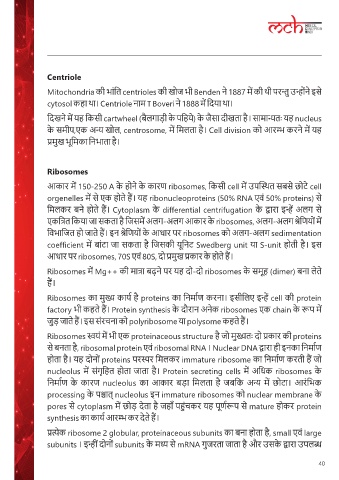 mch
Centriole
Mitochondria की भांति centrioles की खोज भी Benden ने 1887 में की थी परन्तु उन्होंने इसे
cytosol कहा था। Centriole नाम T Boveri ने 1888 में दिया था।
दिखने में यह किसी cartwheel (बैलगाड़ी के पहिये) के जैसा दीखता है। सामान्यतः यह nucleus
के समीप,एक अन्य खोल, centrosome, में मिलता है। Cell division को आरम्भ करने में यह
प्रमुख भूमिका निभाता है।
Ribosomes
आकार में 150-250 A के होने के कारण ribosomes, किसी cell में उपस्थित सबसे छोटे cell
orgenelles में से एक होते हैं। यह ribonucleoproteins (50% RNA एवं 50% proteins) से
मिलकर बने होते हैं। Cytoplasm के differential centrifugation के द्वारा इन्हें अलग से
एकत्रित किया जा सकता है जिसमें अलग-अलग आकार के ribosomes, अलग-अलग श्रेणियों में
विभाजित हो जाते हैं। इन श्रेणियों के आधार पर ribosomes को अलग-अलग sedimentation
coefficient में बांटा जा सकता है जिसकी यूनिट Swedberg unit या S-unit होती है। इस
आधार पर ribosomes, 70S एवं 80S, दो प्रमुख प्रकार के होते हैं।
Ribosomes में Mg++ की मात्रा बढ़ने पर यह दो-दो ribosomes के समूह (dimer) बना लेते
हैं।
Ribosomes का मुख्य कार्य है proteins का निर्माण करना। इसीलिए इन्हें cell की protein
factory भी कहते हैं। Protein synthesis के दौरान अनेक ribosomes एक chain के रूप में
जुड़ जाते हैं। इस संरचना को polyribosome या polysome कहते हैं।
Ribosomes स्वयं में भी एक proteinaceous structure है जो मुख्यतः दो प्रकार की proteins
से बनता है, ribosomal protein एवं ribosomal RNA । Nuclear DNA द्वारा ही इनका निर्माण
होता है। यह दोनों proteins परस्पर मिलकर immature ribosome का निर्माण करती हैं जो
nucleolus में संगृहित होता जाता है। Protein secreting cells में अधिक ribosomes के
निर्माण के कारण nucleolus का आकार बड़ा मिलता है जबकि अन्य में छोटा। आरंभिक
processing के पश्चात् nucleolus इन immature ribosomes को nuclear membrane के
pores से cytoplasm में छोड़ देता है जहाँ पहुंचकर यह पूर्णरूप से mature होकर protein
synthesis का कार्य आरम्भ कर देते हैं।
प्रत्येक ribosome 2 globular, proteinaceous subunits का बना होता है, small एवं large
subunits । इन्हीं दोनों subunits के मध्य से mRNA गुजरता जाता है और उसके द्वारा उपलब्ध
40